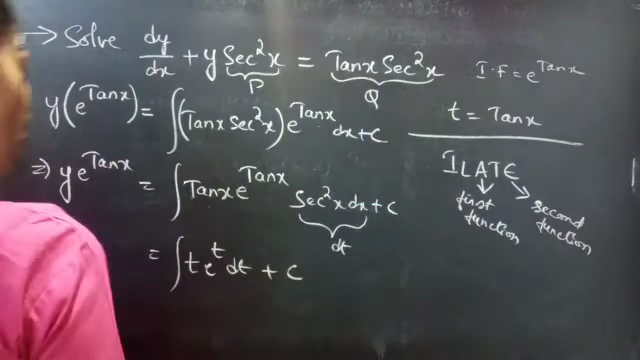 → Solve dy/dx + y Sec²x = Tanx Sec²x
P
Q
I.F = e^Tanx
y(e^Tanx) = ∫(Tanx Sec²x) e^Tanx dx + c
t = Tanx
⇒ y e^Tanx = ∫ Tanx e^Tanx Sec²x dx + c
dt
ILATE
first function
second function
= ∫ t e^t dt + c